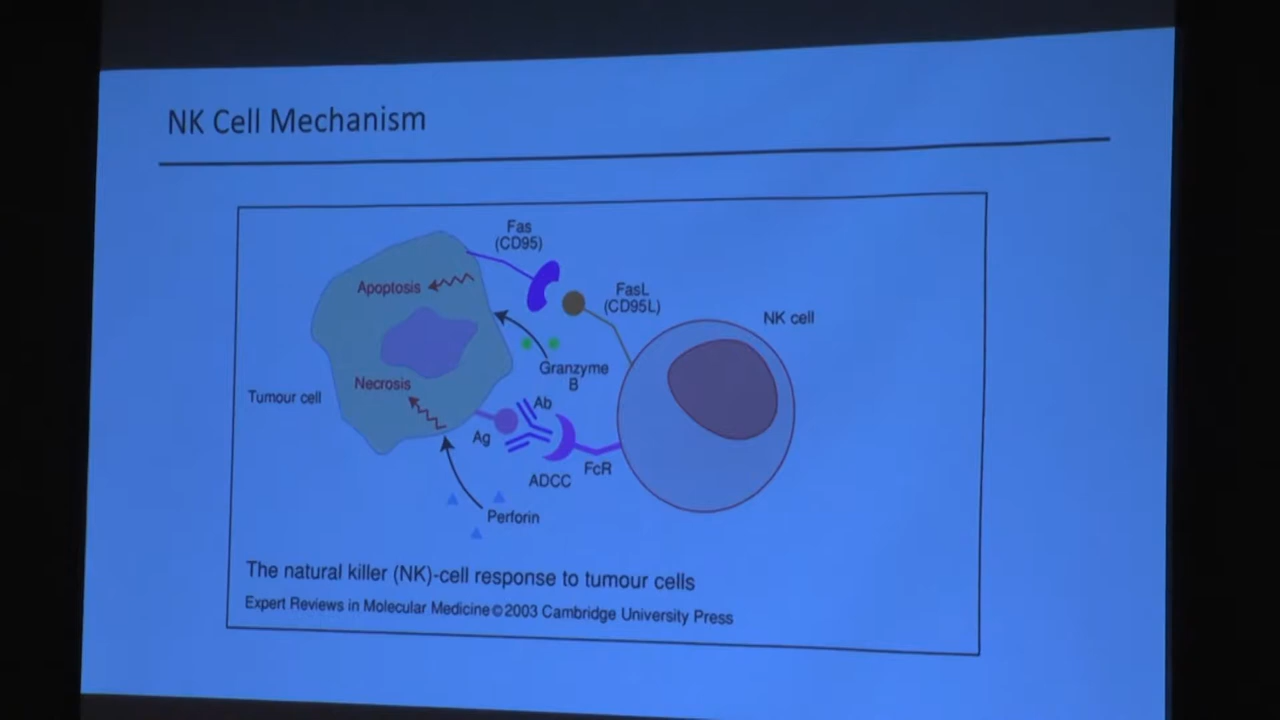 NK Cell Mechanism
Fas
(CD95)
FasL
(CD95L)
NK cell
Apoptosis
Granzyme
B
Necrosis
Tumour cell
Ab
Ag
FcR
ADCC
Perforin
The natural killer (NK)-cell response to tumour cells
Expert Reviews in Molecular Medicine©2003 Cambridge University Press